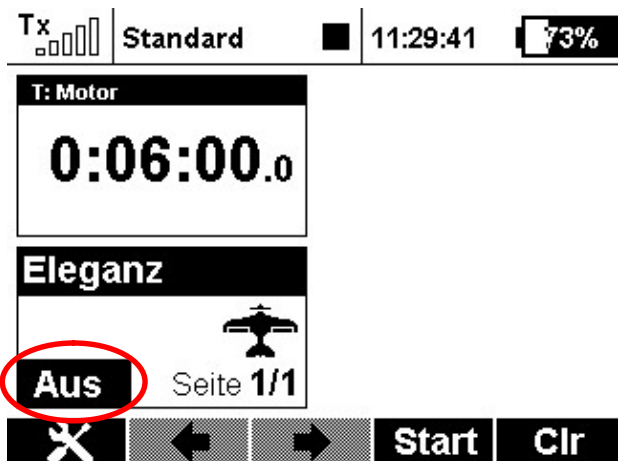 Tx Standard 11:29:41 73%
T: Motor
0:06:00.0
Eleganz
Aus Seite 1/1
Start Clr